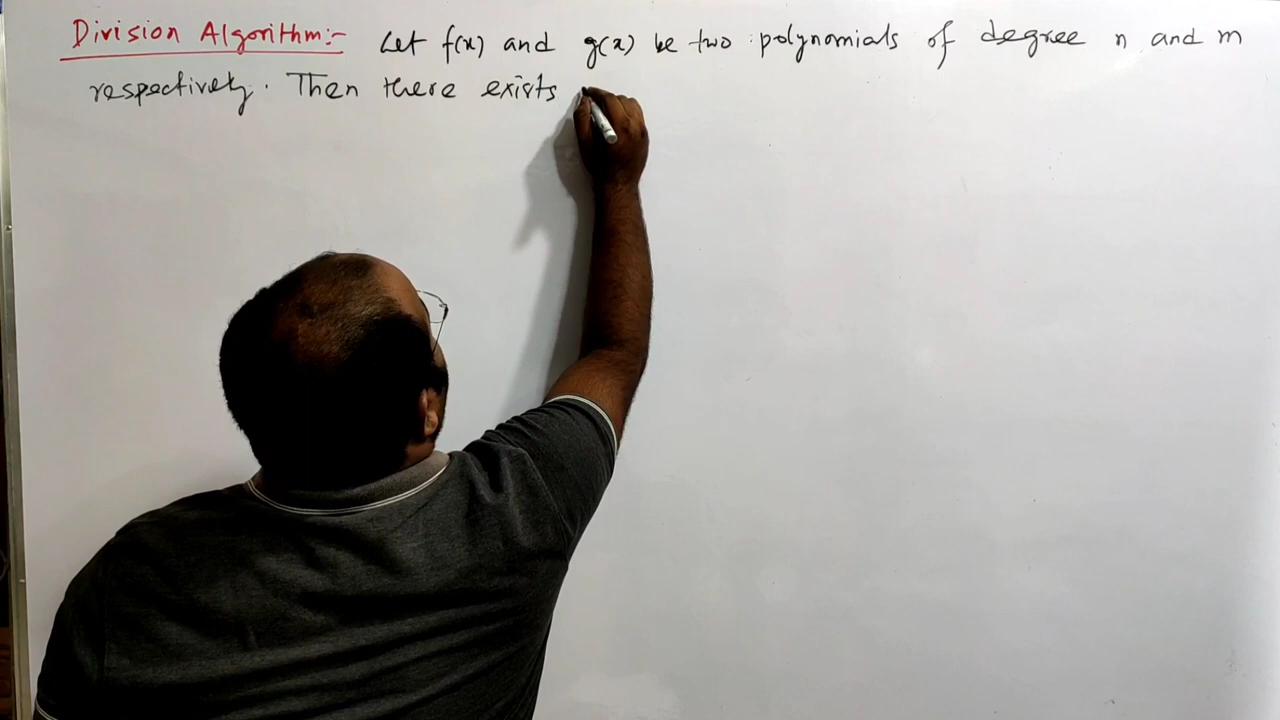 Division Algorithm:- Let f(x) and g(x) be two polynomials of degree n and m
respectively. Then there exists